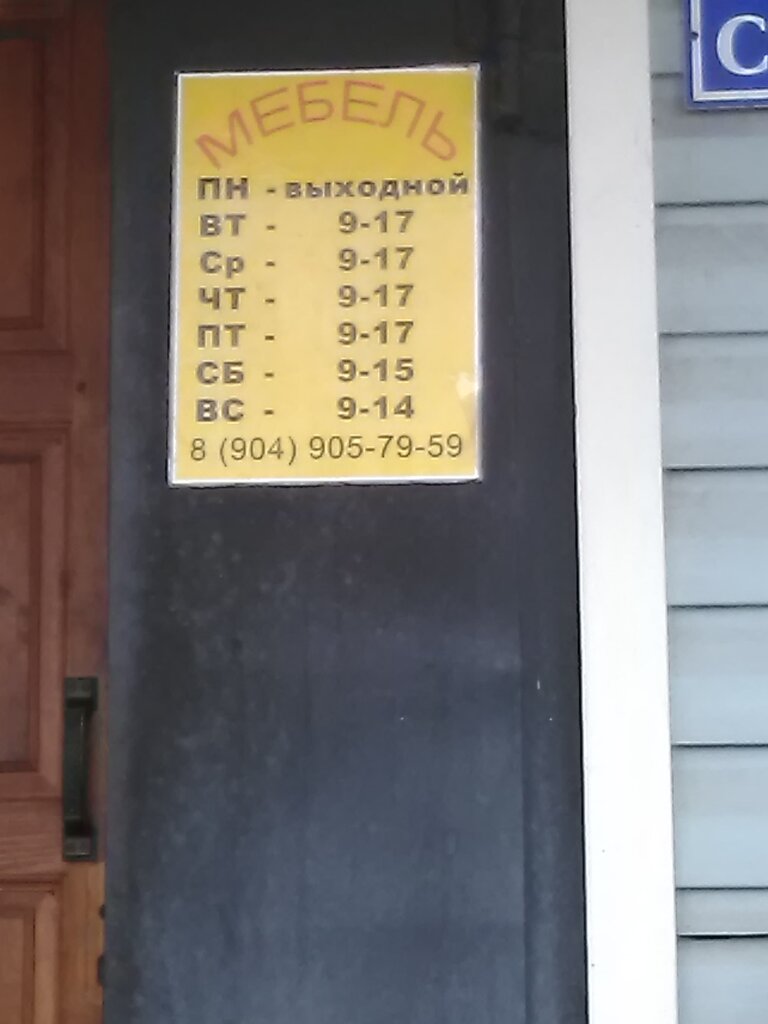 МЕБЕЛЬ
ПН - выходной
ВТ - 9-17
Ср - 9-17
ЧТ - 9-17
ПТ - 9-17
СБ - 9-15
ВС - 9-14
8 (904) 905-79-59
С